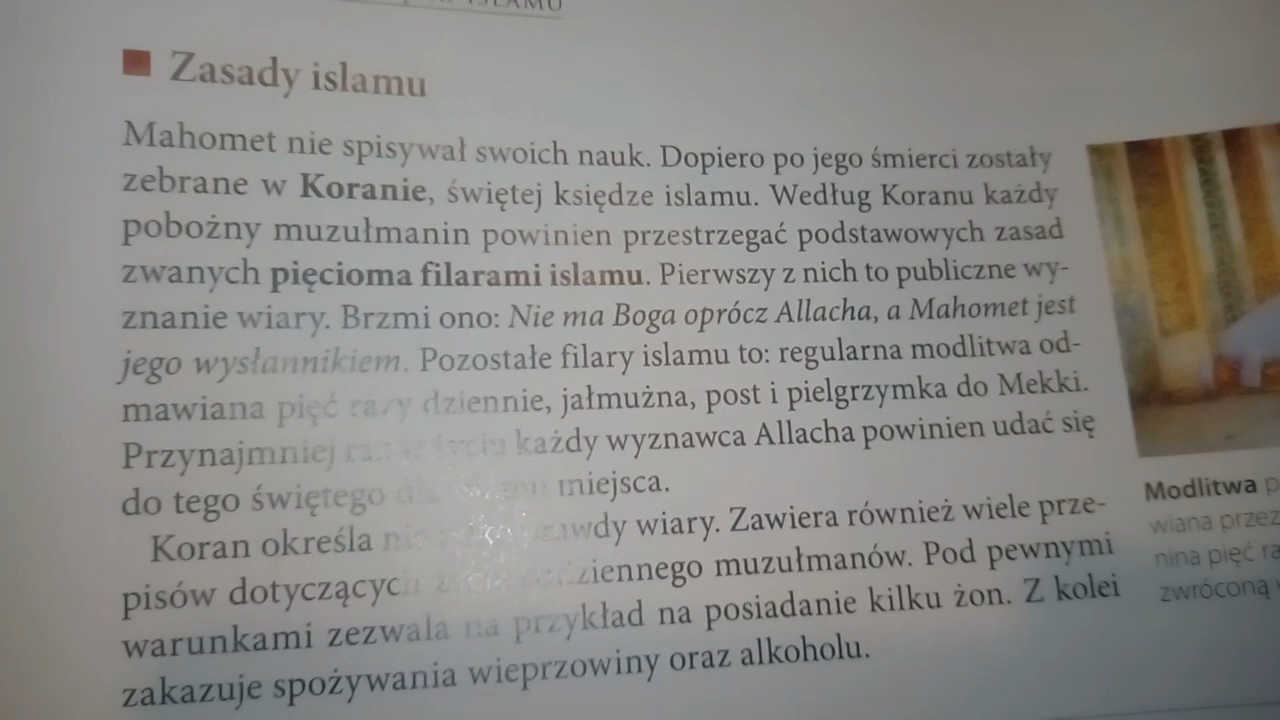 ISLAMU
Zasady islamu
Mahomet nie spisywał swoich nauk. Dopiero po jego śmierci zostały
zebrane w Koranie, świętej księdze islamu. Według Koranu każdy
pobożny muzułmanin powinien przestrzegać podstawowych zasad
zwanych pięcioma filarami islamu. Pierwszy z nich to publiczne wy-
znanie wiary. Brzmi ono: Nie ma Boga oprócz Allacha, a Mahomet jest
jego wysłannikiem. Pozostałe filary islamu to: regularna modlitwa od-
mawiana pięć razy dziennie, jałmużna, post i pielgrzymka do Mekki.
Przynajmniej raz w życiu każdy wyznawca Allacha powinien udać się
do tego świętego miejsca.
Koran określa wiary. Zawiera również wiele prze-
pisów dotyczących muzułmanów. Pod pewnymi
warunkami zezwala na przykład na posiadanie kilku żon. Z kolei
zakazuje spożywania wieprzowiny oraz alkoholu.
Modlitwa
wiana przez
nina pięć
zwróconą